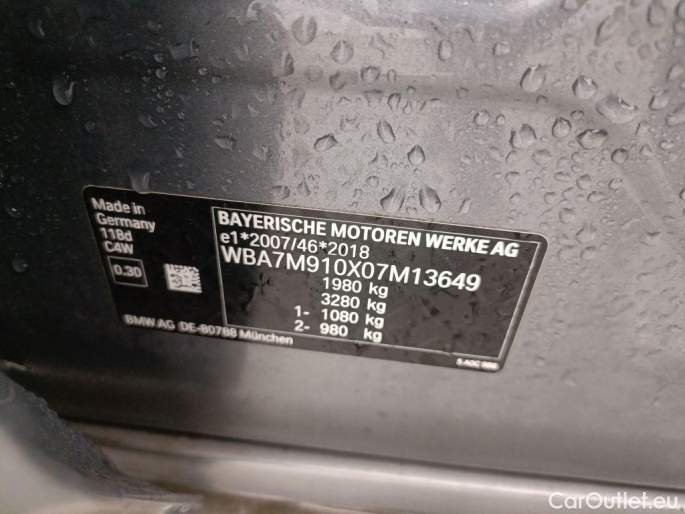 Made in
Germany
118d
C4W
0.30
BAYERISCHE MOTOREN WERKE AG
e1*2007/46*2018
WBA7M910X07M13649
1980 kg
3280 kg
1- 1080 kg
2- 980 kg
BMW AG DE-80788 München
CarOutlet.eu